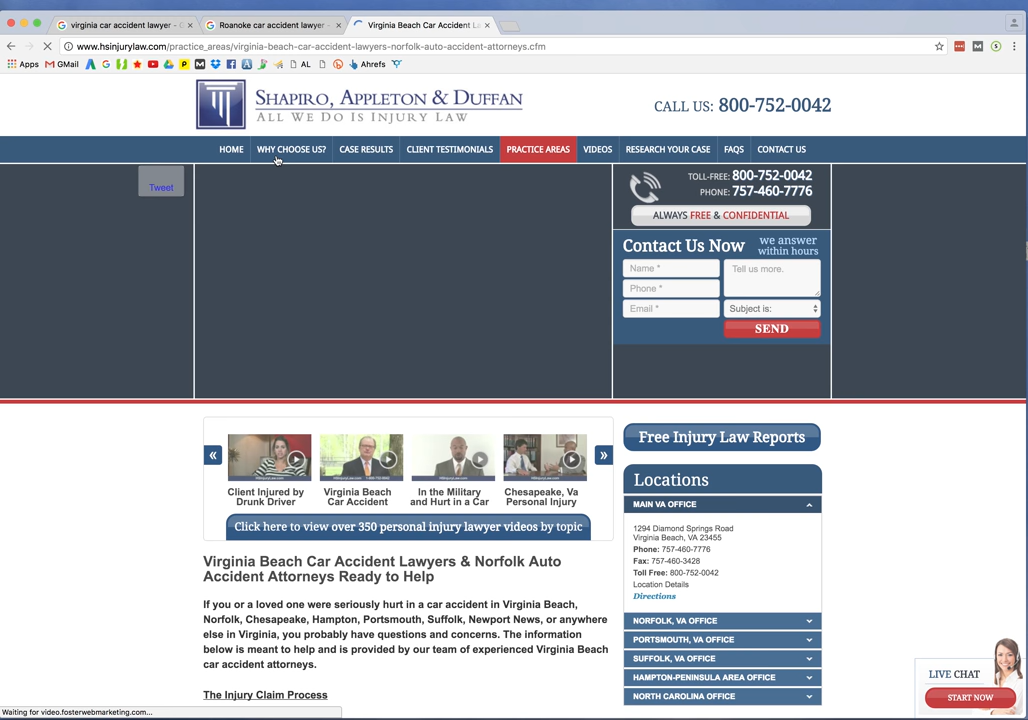 virginia car accident lawyer - G
Roanoke car accident lawyer -
Virginia Beach Car Accident La
www.hsinjurylaw.com/practice_areas/virginia-beach-car-accident-lawyers-norfolk-auto-accident-attorneys.cfm
Apps
GMail
AL
Ahrefs
SHAPIRO, APPLETON & DUFFAN
ALL WE DO IS INJURY LAW
CALL US: 800-752-0042
HOME
WHY CHOOSE US?
CASE RESULTS
CLIENT TESTIMONIALS
PRACTICE AREAS
VIDEOS
RESEARCH YOUR CASE
FAQS
CONTACT US
Tweet
TOLL-FREE: 800-752-0042
PHONE: 757-460-7776
ALWAYS FREE & CONFIDENTIAL
Contact Us Now
we answer
within hours
Name *
Tell us more.
Phone *
Email *
Subject is:
SEND
Client Injured by
Drunk Driver
Virginia Beach
Car Accident
In the Military
and Hurt in a Car
Chesapeake, Va
Personal Injury
Click here to view over 350 personal injury lawyer videos by topic
Free Injury Law Reports
Locations
MAIN VA OFFICE
1294 Diamond Springs Road
Virginia Beach, VA 23455
Phone: 757-460-7776
Fax: 757-460-3428
Toll Free: 800-752-0042
Location Details
Directions
NORFOLK, VA OFFICE
PORTSMOUTH, VA OFFICE
SUFFOLK, VA OFFICE
HAMPTON-PENINSULA AREA OFFICE
NORTH CAROLINA OFFICE
Virginia Beach Car Accident Lawyers & Norfolk Auto
Accident Attorneys Ready to Help
If you or a loved one were seriously hurt in a car accident in Virginia Beach,
Norfolk, Chesapeake, Hampton, Portsmouth, Suffolk, Newport News, or anywhere
else in Virginia, you probably have questions and concerns. The information
below is meant to help and is provided by our team of experienced Virginia Beach
car accident attorneys.
The Injury Claim Process
LIVE CHAT
START NOW
Waiting for video.fosterwebmarketing.com...